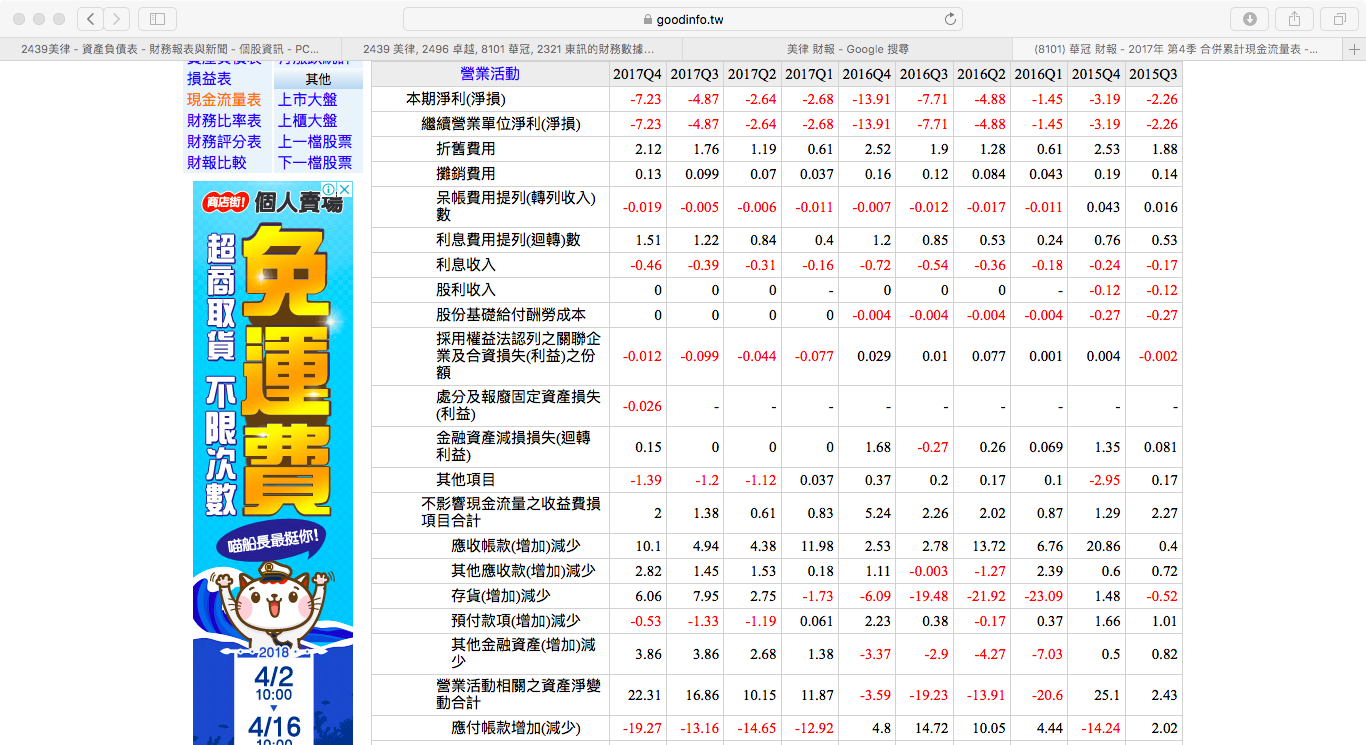 goodinfo.tw
2439美律 - 資產負債表 - 財務報表與新聞 - 個股資訊 - PC...
2439 美律, 2496 卓越, 8101 華冠, 2321 東訊的財務數據...
美律 財報 - Google 搜尋
(8101) 華冠 財報 - 2017年 第4季 合併累計現金流量表 -...
資產負債表
損益表 其他
現金流量表 上市大盤
財務比率表 上櫃大盤
財務評分表 上一檔股票
財報比較 下一檔股票
商店街! 個人賣場
超商取貨 不限次數
免運費
喵船長最挺你!
2018
4/2
10:00
4/16
10:00
營業活動 2017Q4 2017Q3 2017Q2 2017Q1 2016Q4 2016Q3 2016Q2 2016Q1 2015Q4 2015Q3
本期淨利(淨損) -7.23 -4.87 -2.64 -2.68 -13.91 -7.71 -4.88 -1.45 -3.19 -2.26
繼續營業單位淨利(淨損) -7.23 -4.87 -2.64 -2.68 -13.91 -7.71 -4.88 -1.45 -3.19 -2.26
折舊費用 2.12 1.76 1.19 0.61 2.52 1.9 1.28 0.61 2.53 1.88
攤銷費用 0.13 0.099 0.07 0.037 0.16 0.12 0.084 0.043 0.19 0.14
呆帳費用提列(轉列收入)
數 -0.019 -0.005 -0.006 -0.011 -0.007 -0.012 -0.017 -0.011 0.043 0.016
利息費用提列(迴轉)數 1.51 1.22 0.84 0.4 1.2 0.85 0.53 0.24 0.76 0.53
利息收入 -0.46 -0.39 -0.31 -0.16 -0.72 -0.54 -0.36 -0.18 -0.24 -0.17
股利收入 0 0 0 - 0 0 0 - -0.12 -0.12
股份基礎給付酬勞成本 0 0 0 0 -0.004 -0.004 -0.004 -0.004 -0.27 -0.27
採用權益法認列之關聯企
業及合資損失(利益)之份 -0.012 -0.099 -0.044 -0.077 0.029 0.01 0.077 0.001 0.004 -0.002
額
處分及報廢固定資產損失
(利益) -0.026 - - - - - - - - -
金融資產減損損失(迴轉
利益) 0.15 0 0 0 1.68 -0.27 0.26 0.069 1.35 0.081
其他項目 -1.39 -1.2 -1.12 0.037 0.37 0.2 0.17 0.1 -2.95 0.17
不影響現金流量之收益費損
項目合計 2 1.38 0.61 0.83 5.24 2.26 2.02 0.87 1.29 2.27
應收帳款(增加)減少 10.1 4.94 4.38 11.98 2.53 2.78 13.72 6.76 20.86 0.4
其他應收款(增加)減少 2.82 1.45 1.53 0.18 1.11 -0.003 -1.27 2.39 0.6 0.72
存貨(增加)減少 6.06 7.95 2.75 -1.73 -6.09 -19.48 -21.92 -23.09 1.48 -0.52
預付款項(增加)減少 -0.53 -1.33 -1.19 0.061 2.23 0.38 -0.17 0.37 1.66 1.01
其他金融資產(增加)減
少 3.86 3.86 2.68 1.38 -3.37 -2.9 -4.27 -7.03 0.5 0.82
營業活動相關之資產淨變
動合計 22.31 16.86 10.15 11.87 -3.59 -19.23 -13.91 -20.6 25.1 2.43
應付帳款增加(減少) -19.27 -13.16 -14.65 -12.92 4.8 14.72 10.05 4.44 -14.24 2.02